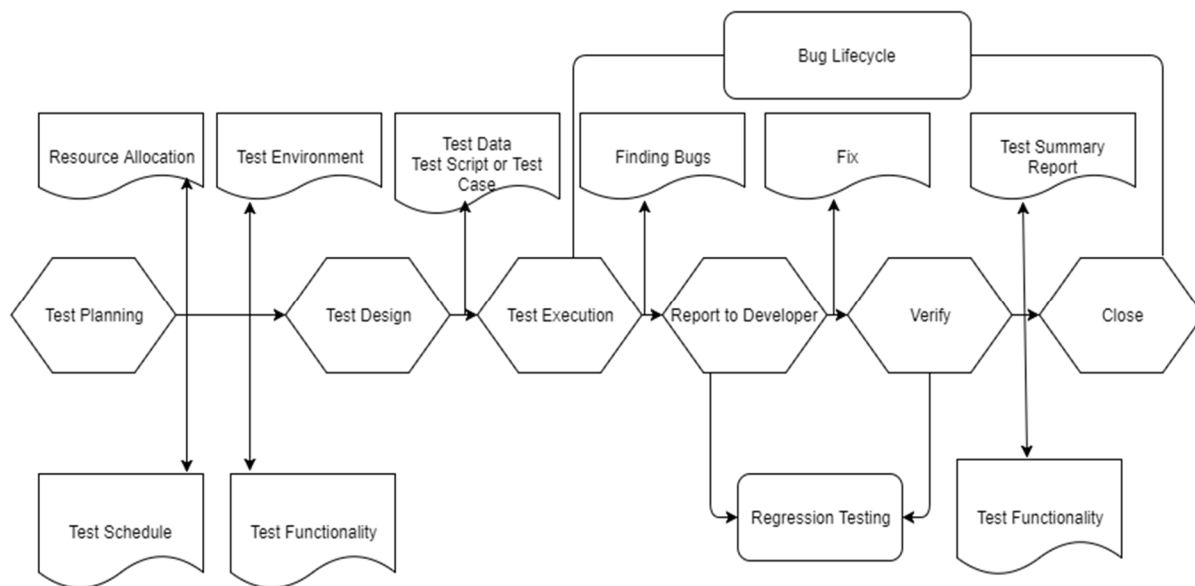 Bug Lifecycle
Resource Allocation
Test Environment
Test Data
Test Script or Test
Case
Finding Bugs
Fix
Test Summary
Report
Test Planning
Test Design
Test Execution
Report to Developer
Verify
Close
Test Schedule
Test Functionality
Regression Testing
Test Functionality